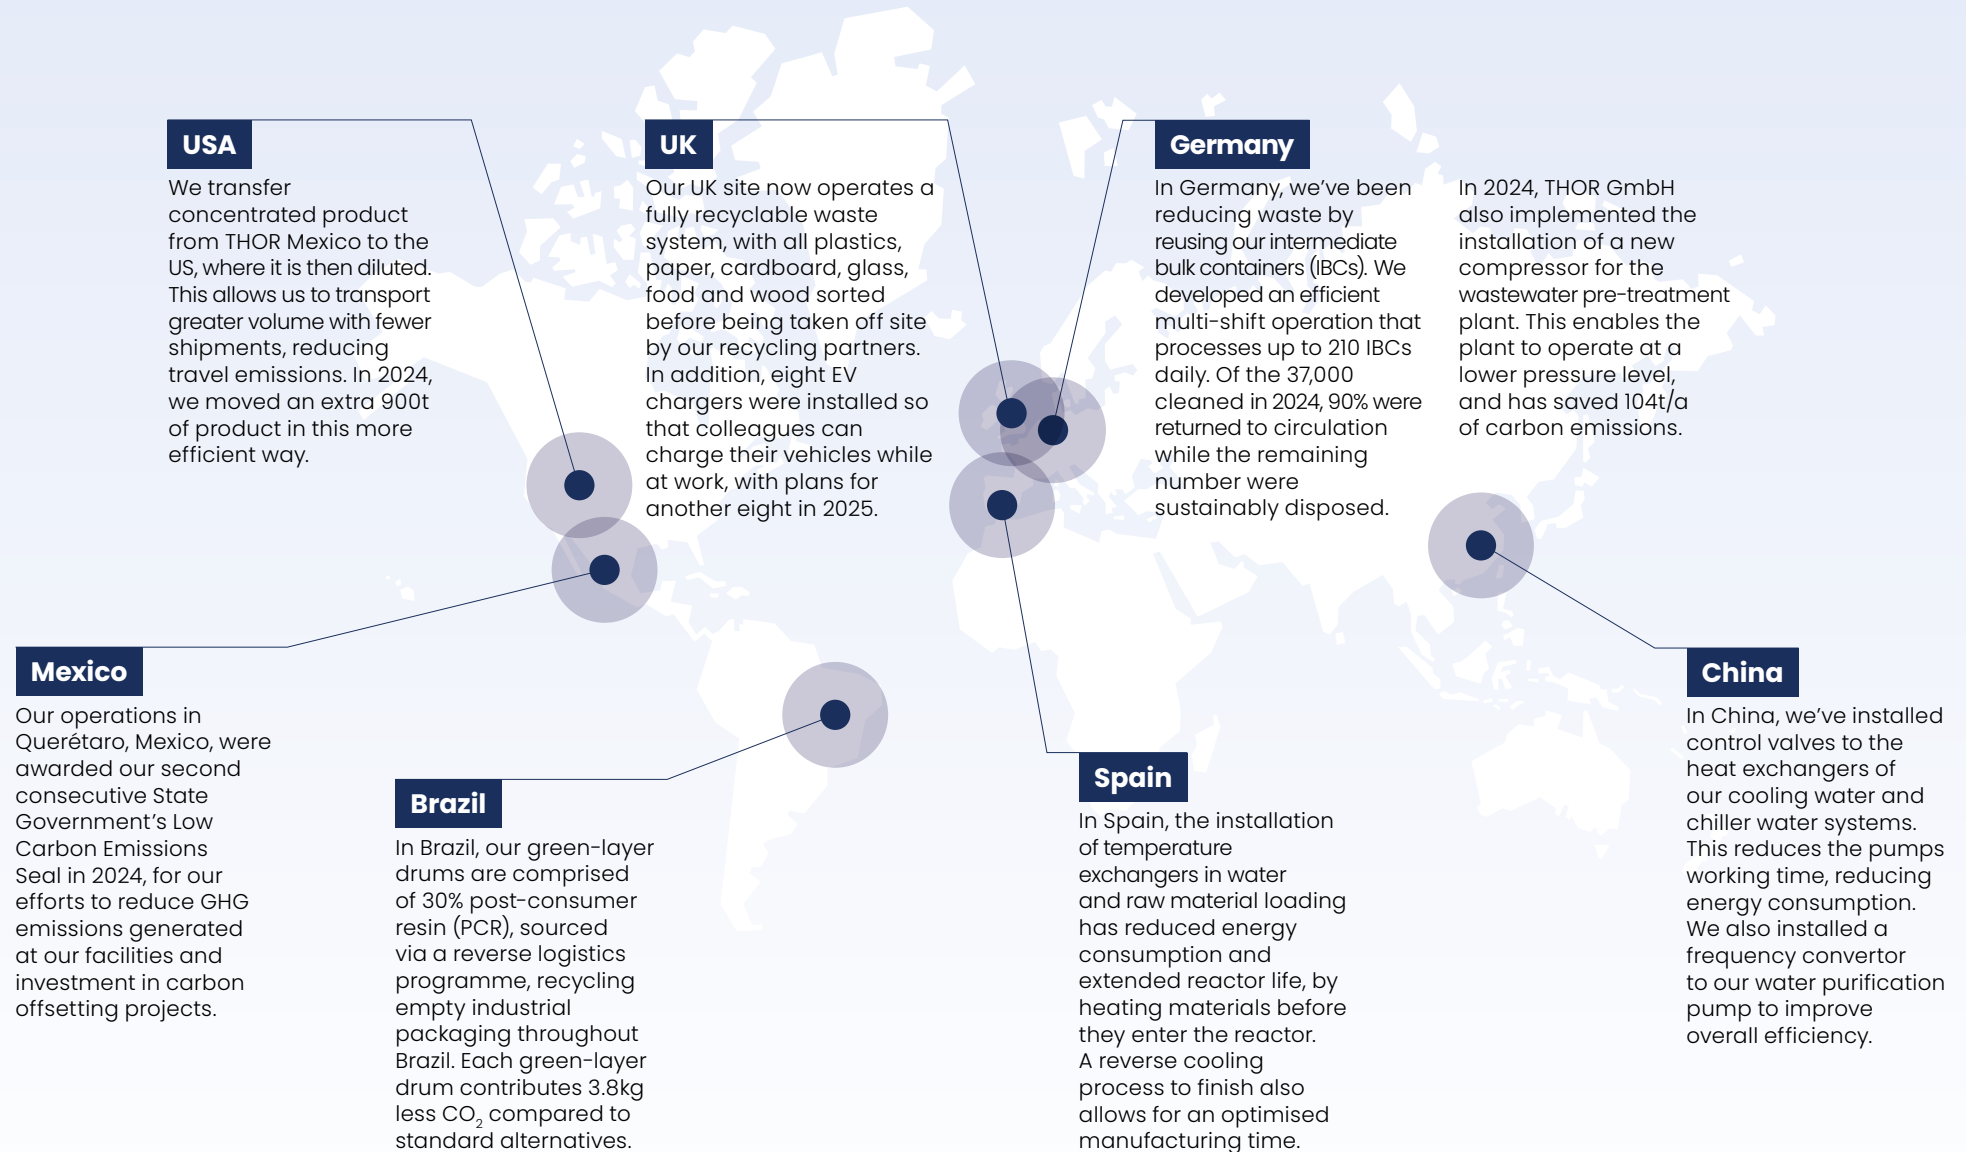 USA
We transfer
concentrated product
from THOR Mexico to the
US, where it is then diluted.
This allows us to transport
greater volume with fewer
shipments, reducing
travel emissions. In 2024,
we moved an extra 900t
of product in this more
efficient way.
UK
Our UK site now operates a
fully recyclable waste
system, with all plastics,
paper, cardboard, glass,
food and wood sorted
before being taken off site
by our recycling partners.
In addition, eight EV
chargers were installed so
that colleagues can
charge their vehicles while
at work, with plans for
another eight in 2025.
Germany
In Germany, we’ve been
reducing waste by
reusing our intermediate
bulk containers (IBCs). We
developed an efficient
multi-shift operation that
processes up to 210 IBCs
daily. Of the 37,000
cleaned in 2024, 90% were
returned to circulation
while the remaining
number were
sustainably disposed.
In 2024, THOR GmbH
also implemented the
installation of a new
compressor for the
wastewater pre-treatment
plant. This enables the
plant to operate at a
lower pressure level,
and has saved 104t/a
of carbon emissions.
Mexico
Our operations in
Querétaro, Mexico, were
awarded our second
consecutive State
Government’s Low
Carbon Emissions
Seal in 2024, for our
efforts to reduce GHG
emissions generated
at our facilities and
investment in carbon
offsetting projects.
Brazil
In Brazil, our green-layer
drums are comprised
of 30% post-consumer
resin (PCR), sourced
via a reverse logistics
programme, recycling
empty industrial
packaging throughout
Brazil. Each green-layer
drum contributes 3.8kg
less CO₂ compared to
standard alternatives.
Spain
In Spain, the installation
of temperature
exchangers in water
and raw material loading
has reduced energy
consumption and
extended reactor life, by
heating materials before
they enter the reactor.
A reverse cooling
process to finish also
allows for an optimised
manufacturing time.
China
In China, we’ve installed
control valves to the
heat exchangers of
our cooling water and
chiller water systems.
This reduces the pumps
working time, reducing
energy consumption.
We also installed a
frequency convertor
to our water purification
pump to improve
overall efficiency.